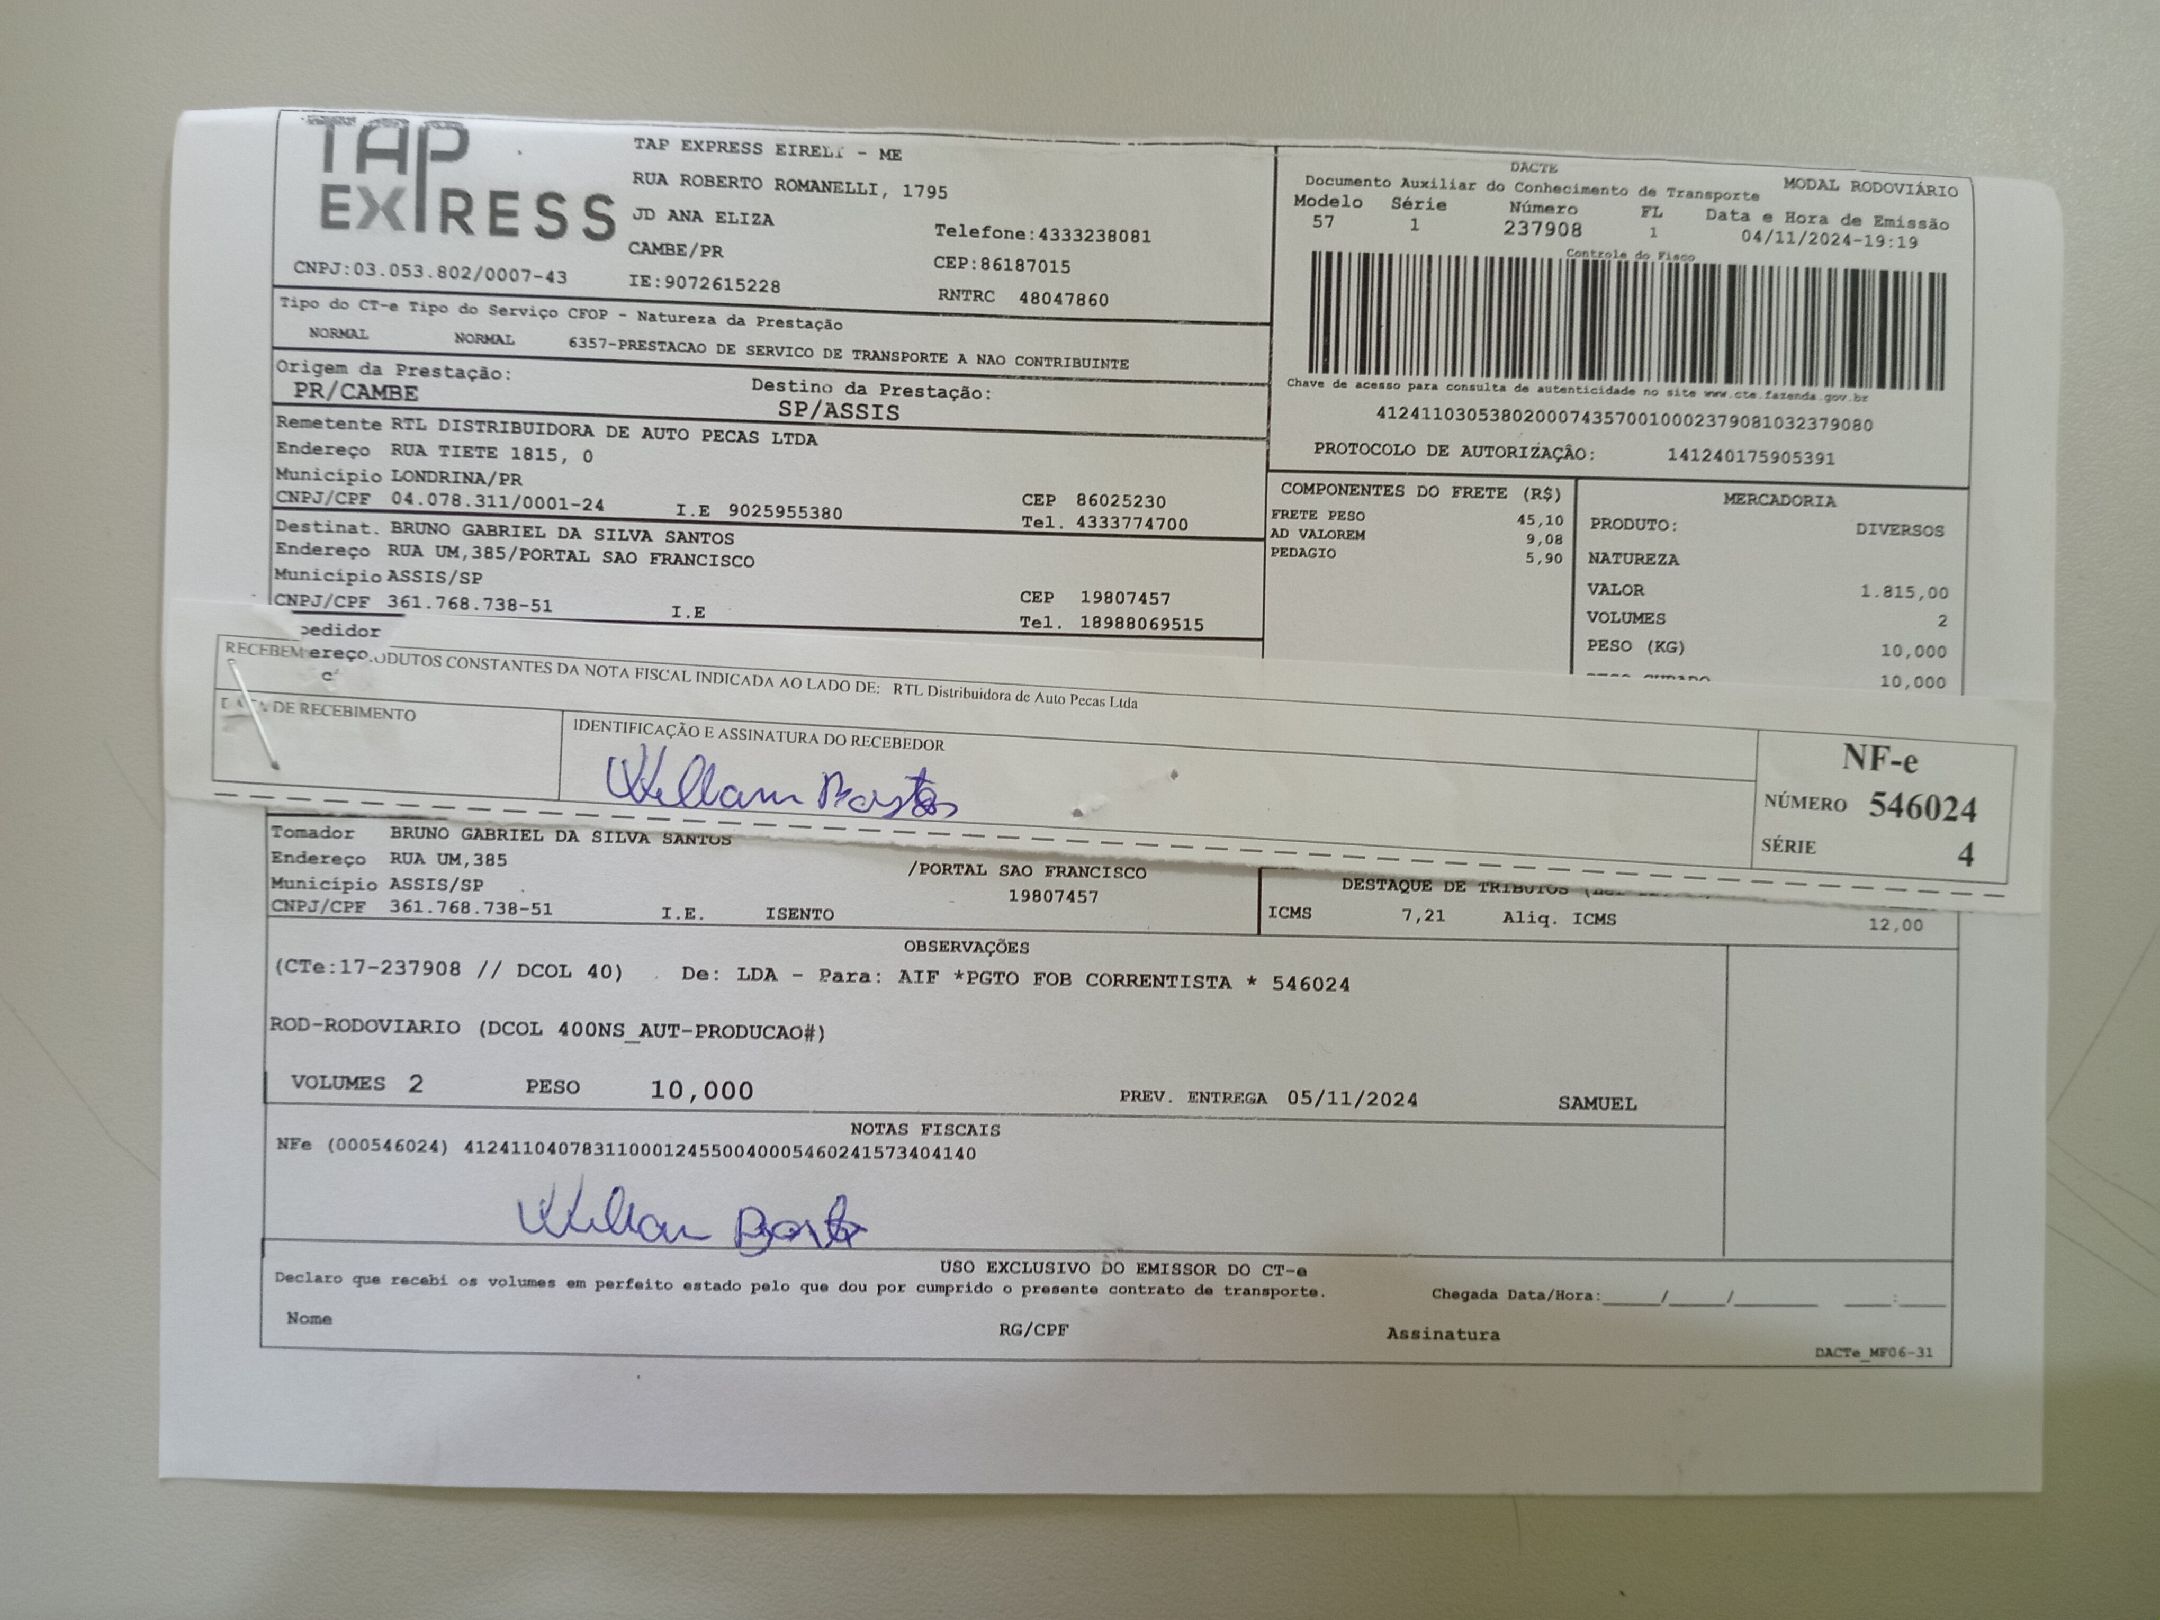 TAP EXPRESS
TAP EXPRESS EIRELI - ME
RUA ROBERTO ROMANELLI, 1795
JD ANA ELIZA
Telefone:4333238081
CAMBE/PR
CEP:86187015
CNPJ:03.053.802/0007-43
IE:9072615228
RNTRC 48047860
DACTE
Documento Auxiliar do Conhecimento de Transporte
MODAL RODOVIÁRIO
Modelo Série Número FL Data e Hora de Emissão
57 1 237908 1 04/11/2024-19:19
Controle do Fisco
Chave de acesso para consulta de autenticidade no site www.cte.fazenda.gov.br
41241103053802000743570010002379081032379080
PROTOCOLO DE AUTORIZAÇÃO: 141240175905391
Tipo do CT-e Tipo do Serviço CFOP - Natureza da Prestação
NORMAL NORMAL 6357-PRESTACAO DE SERVICO DE TRANSPORTE A NAO CONTRIBUINTE
Origem da Prestação: Destino da Prestação:
PR/CAMBE SP/ASSIS
Remetente RTL DISTRIBUIDORA DE AUTO PECAS LTDA
Endereço RUA TIETE 1815, 0
Município LONDRINA/PR
CEP 86025230
CNPJ/CPF 04.078.311/0001-24 I.E 9025955380 Tel. 4333774700
Destinat. BRUNO GABRIEL DA SILVA SANTOS
Endereço RUA UM,385/PORTAL SAO FRANCISCO
Município ASSIS/SP
CEP 19807457
CNPJ/CPF 361.768.738-51 I.E Tel. 18988069515
COMPONENTES DO FRETE (R$)
FRETE PESO 45,10
AD VALOREM 9,08
PEDAGIO 5,90
MERCADORIA
PRODUTO: DIVERSOS
NATUREZA
VALOR 1.815,00
VOLUMES 2
PESO (KG) 10,000
10,000
pedidor
ereço
RECEBEM ODUTOS CONSTANTES DA NOTA FISCAL INDICADA AO LADO DE: RTL Distribuidora de Auto Pecas Ltda
DE RECEBIMENTO
IDENTIFICAÇÃO E ASSINATURA DO RECEBEDOR
NF-e
NÚMERO 546024
SÉRIE 4
Tomador BRUNO GABRIEL DA SILVA SANTOS
Endereço RUA UM,385 /PORTAL SAO FRANCISCO
Município ASSIS/SP 19807457
CNPJ/CPF 361.768.738-51 I.E. ISENTO
DESTAQUE DE TRIBUTOS
ICMS 7,21 Aliq. ICMS 12,00
OBSERVAÇÕES
(CTe:17-237908 // DCOL 40) De: LDA - Para: AIF *PGTO FOB CORRENTISTA * 546024
ROD-RODOVIARIO (DCOL 400NS_AUT-PRODUCAO#)
VOLUMES 2 PESO 10,000 PREV. ENTREGA 05/11/2024 SAMUEL
NOTAS FISCAIS
NFe (000546024) 41241104078311000124550040005460241573404140
USO EXCLUSIVO DO EMISSOR DO CT-e
Declaro que recebi os volumes em perfeito estado pelo que dou por cumprido o presente contrato de transporte.
Chegada Data/Hora:_____/_____/_______ ____:____
Nome RG/CPF Assinatura
DACTe_MF06-31